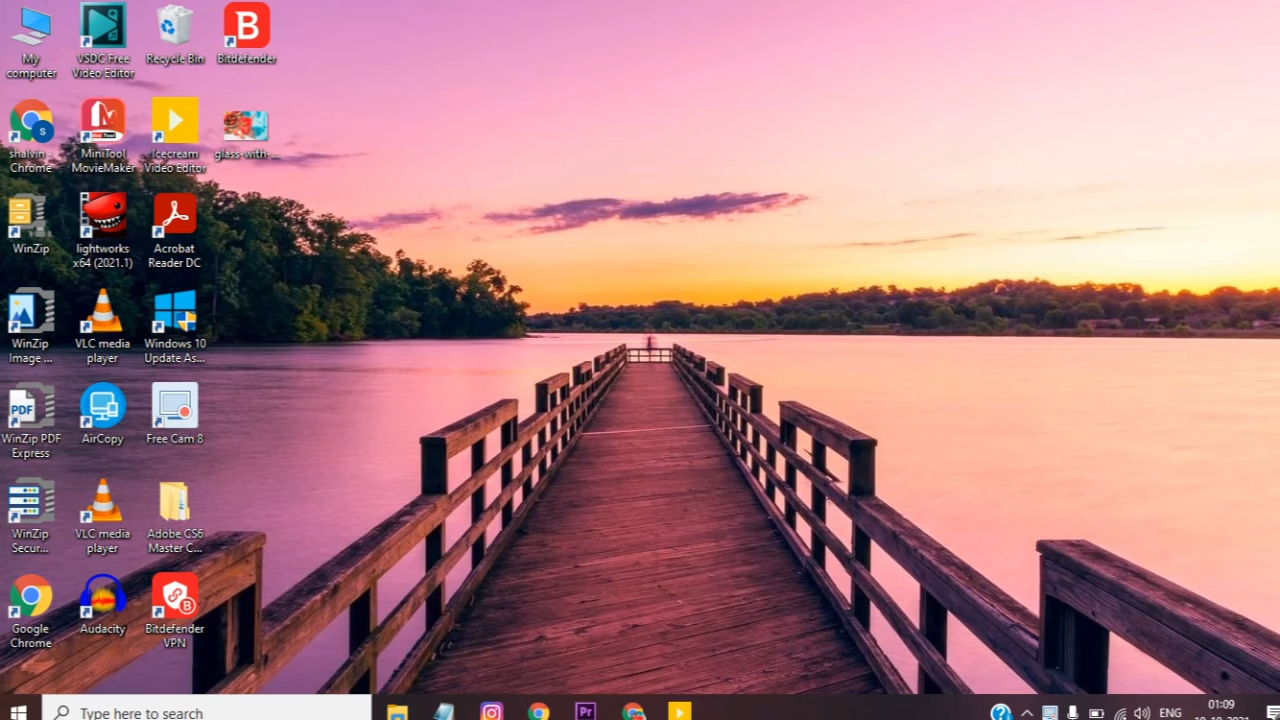 My
computer
VSDC Free
Video Editor
Recycle Bin
Bitdefender
shalvin -
Chrome
MiniTool
MovieMaker
Icecream
Video Editor
glass-with-...
WinZip
lightworks
x64 (2021.1)
Acrobat
Reader DC
WinZip
Image ...
VLC media
player
Windows 10
Update As...
PDF
WinZip PDF
Express
AirCopy
Free Cam 8
WinZip
Secur...
VLC media
player
Adobe CS6
Master C...
Google
Chrome
Audacity
Bitdefender
VPN
Type here to search
Pr
ENG
01:09